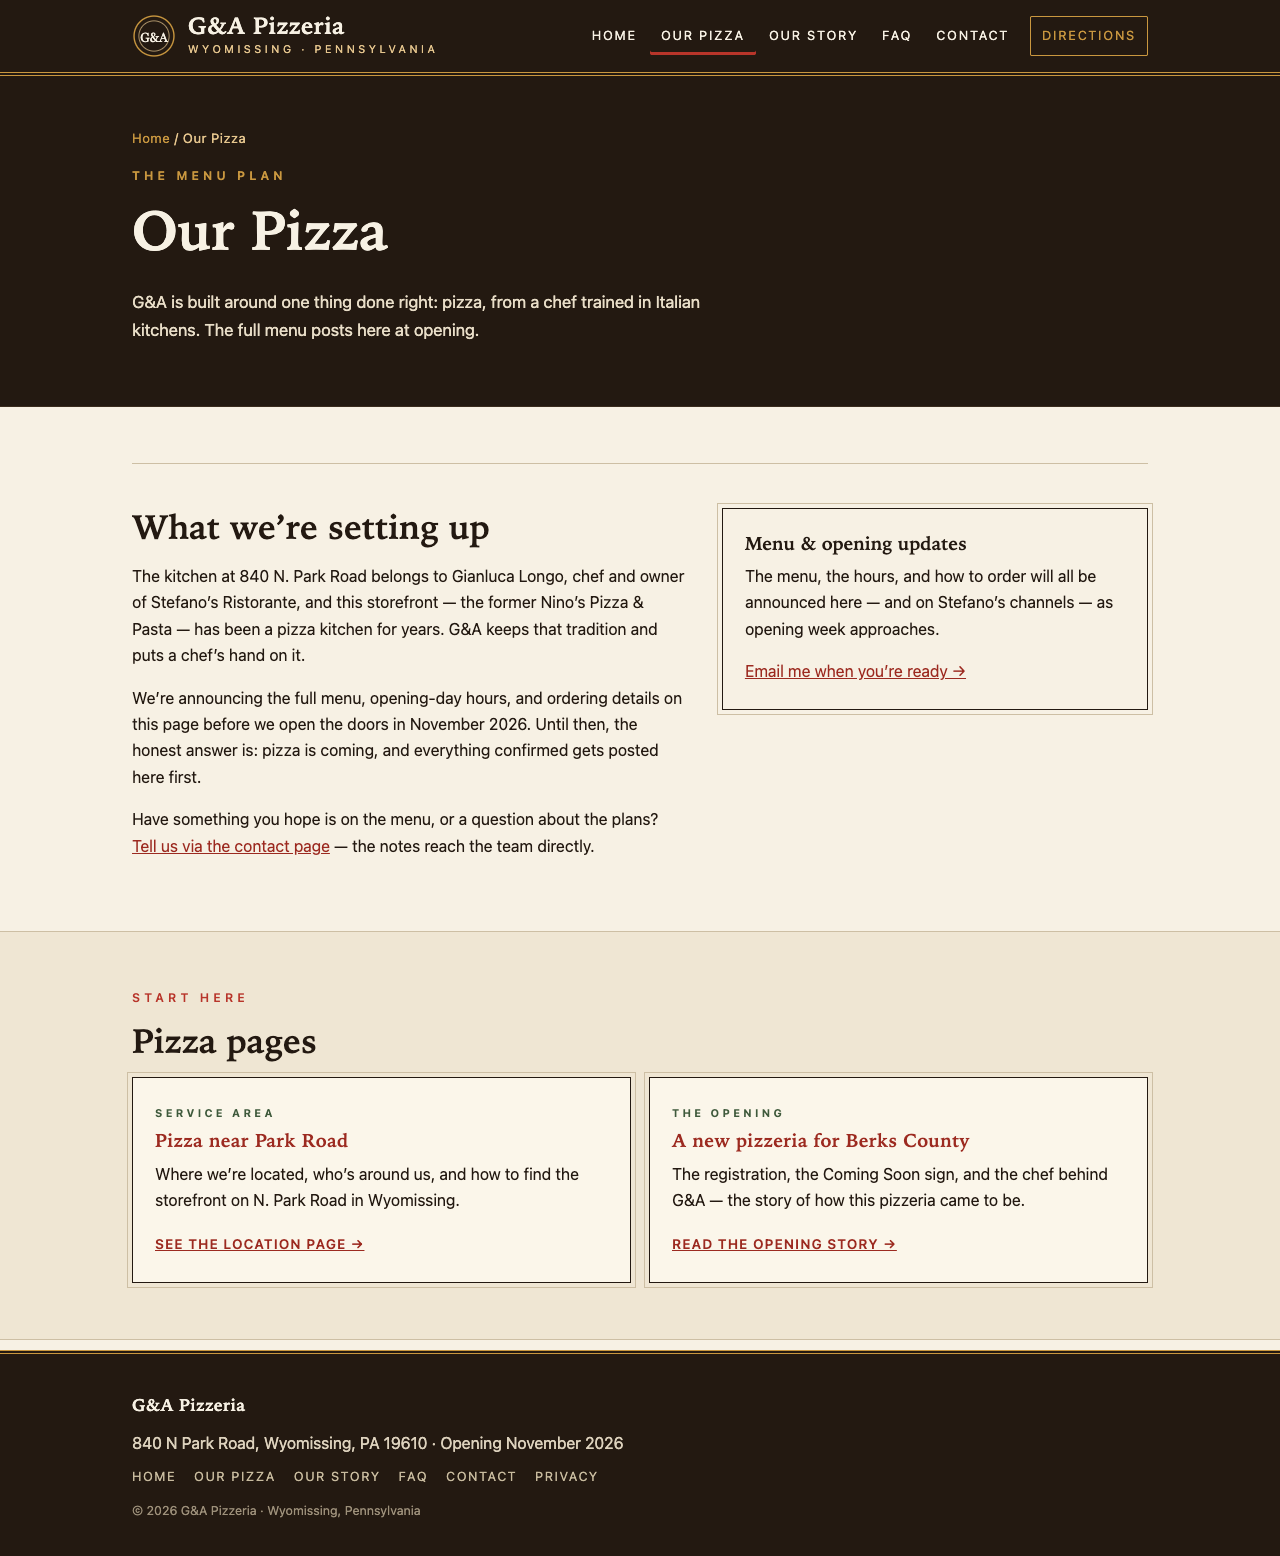 G&A
G&A Pizzeria
WYOMISSING · PENNSYLVANIA
HOME
OUR PIZZA
OUR STORY
FAQ
CONTACT
DIRECTIONS
Home / Our Pizza
THE MENU PLAN
Our Pizza
G&A is built around one thing done right: pizza, from a chef trained in Italian
kitchens. The full menu posts here at opening.
What we’re setting up
The kitchen at 840 N. Park Road belongs to Gianluca Longo, chef and owner
of Stefano’s Ristorante, and this storefront — the former Nino’s Pizza &
Pasta — has been a pizza kitchen for years. G&A keeps that tradition and
puts a chef’s hand on it.
We’re announcing the full menu, opening-day hours, and ordering details on
this page before we open the doors in November 2026. Until then, the
honest answer is: pizza is coming, and everything confirmed gets posted
here first.
Have something you hope is on the menu, or a question about the plans?
Tell us via the contact page — the notes reach the team directly.
Menu & opening updates
The menu, the hours, and how to order will all be
announced here — and on Stefano’s channels — as
opening week approaches.
Email me when you’re ready →
START HERE
Pizza pages
SERVICE AREA
Pizza near Park Road
Where we’re located, who’s around us, and how to find the
storefront on N. Park Road in Wyomissing.
SEE THE LOCATION PAGE →
THE OPENING
A new pizzeria for Berks County
The registration, the Coming Soon sign, and the chef behind
G&A — the story of how this pizzeria came to be.
READ THE OPENING STORY →
G&A Pizzeria
840 N Park Road, Wyomissing, PA 19610 · Opening November 2026
HOME
OUR PIZZA
OUR STORY
FAQ
CONTACT
PRIVACY
© 2026 G&A Pizzeria · Wyomissing, Pennsylvania